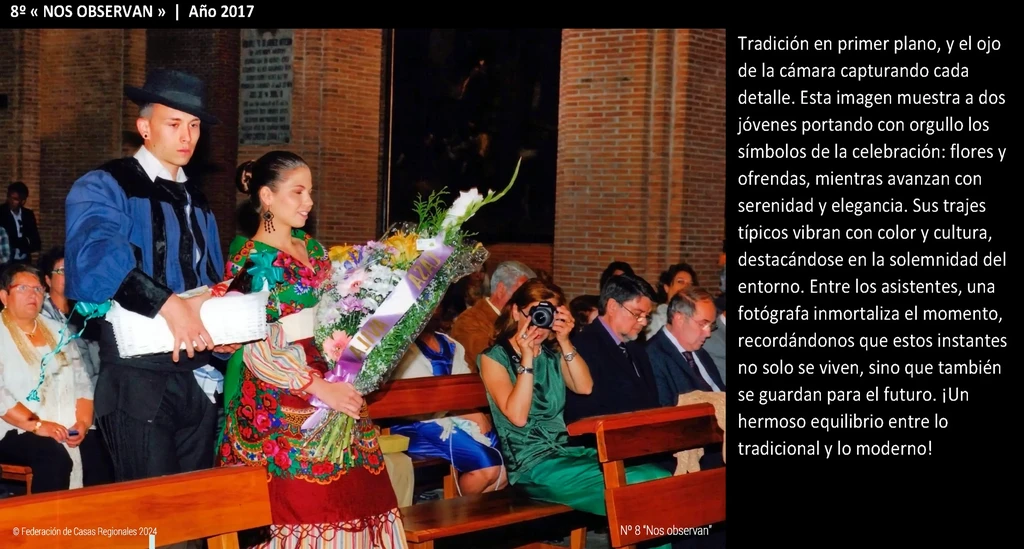 8º « NOS OBSERVAN » | Año 2017
Tradición en primer plano, y el ojo
de la cámara capturando cada
detalle. Esta imagen muestra a dos
jóvenes portando con orgullo los
símbolos de la celebración: flores y
ofrendas, mientras avanzan con
serenidad y elegancia. Sus trajes
típicos vibran con color y cultura,
destacándose en la solemnidad del
entorno. Entre los asistentes, una
fotógrafa inmortaliza el momento,
recordándonos que estos instantes
no solo se viven, sino que también
se guardan para el futuro. ¡Un
hermoso equilibrio entre lo
tradicional y lo moderno!
© Federación de Casas Regionales 2024
Nº 8 "Nos observan"